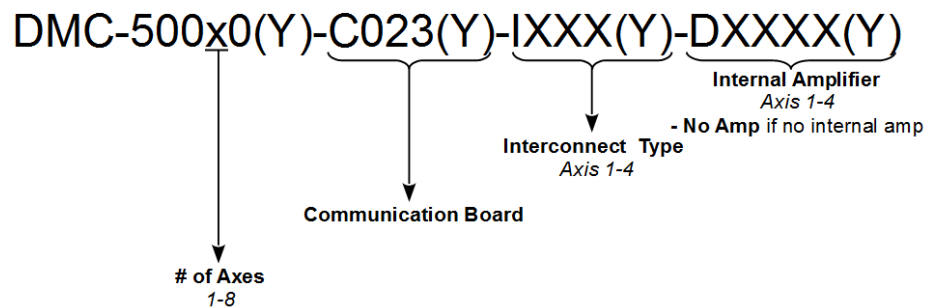 DMC-500x0(Y)-C023(Y)-IXXX(Y)-DXXXX(Y)
Internal Amplifier
Axis 1-4
- No Amp if no internal amp
Interconnect Type
Axis 1-4
Communication Board
# of Axes
1-8